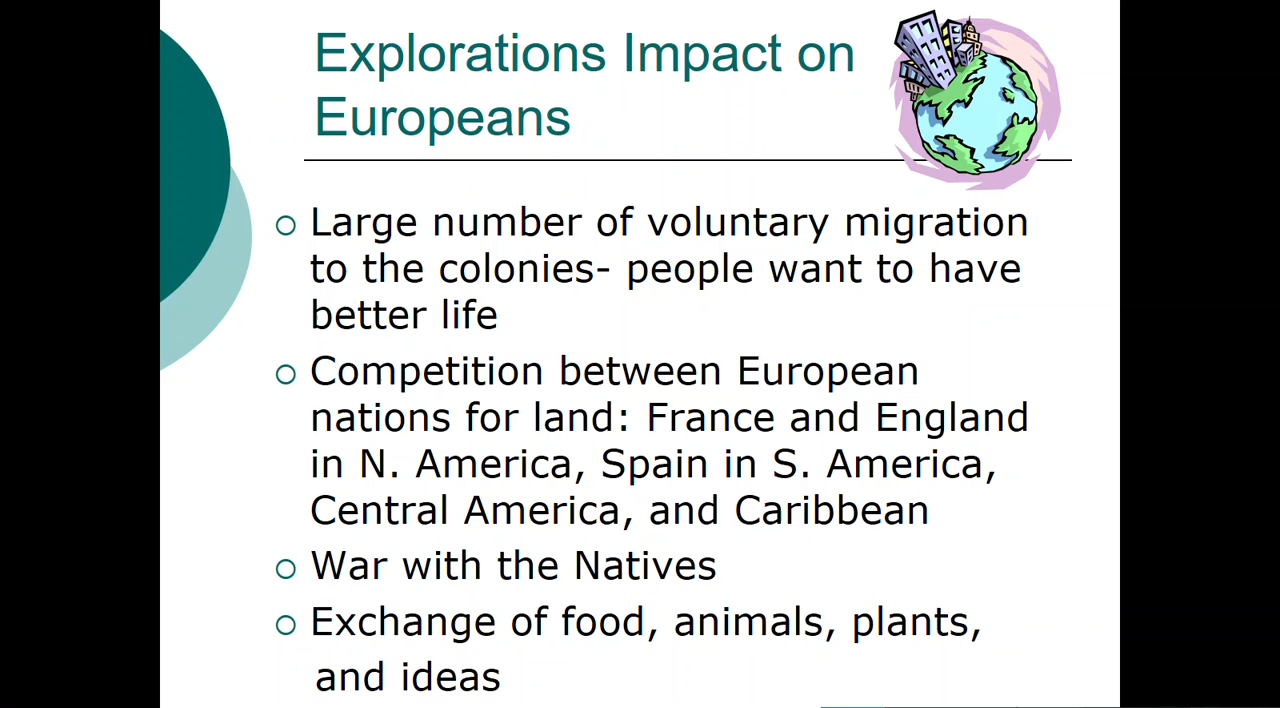 Explorations Impact on
Europeans
Large number of voluntary migration
to the colonies- people want to have
better life
Competition between European
nations for land: France and England
in N. America, Spain in S. America,
Central America, and Caribbean
War with the Natives
Exchange of food, animals, plants,
and ideas